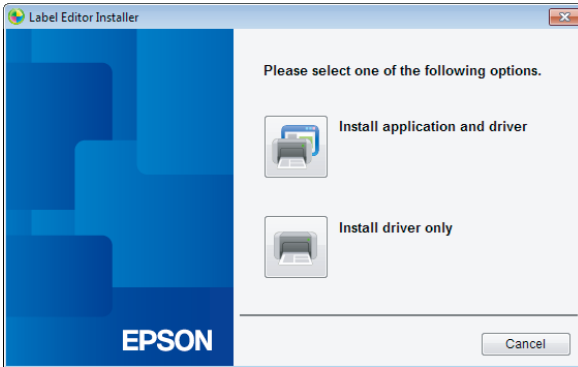 Label Editor Installer
Please select one of the following options.
Install application and driver
Install driver only
EPSON
Cancel